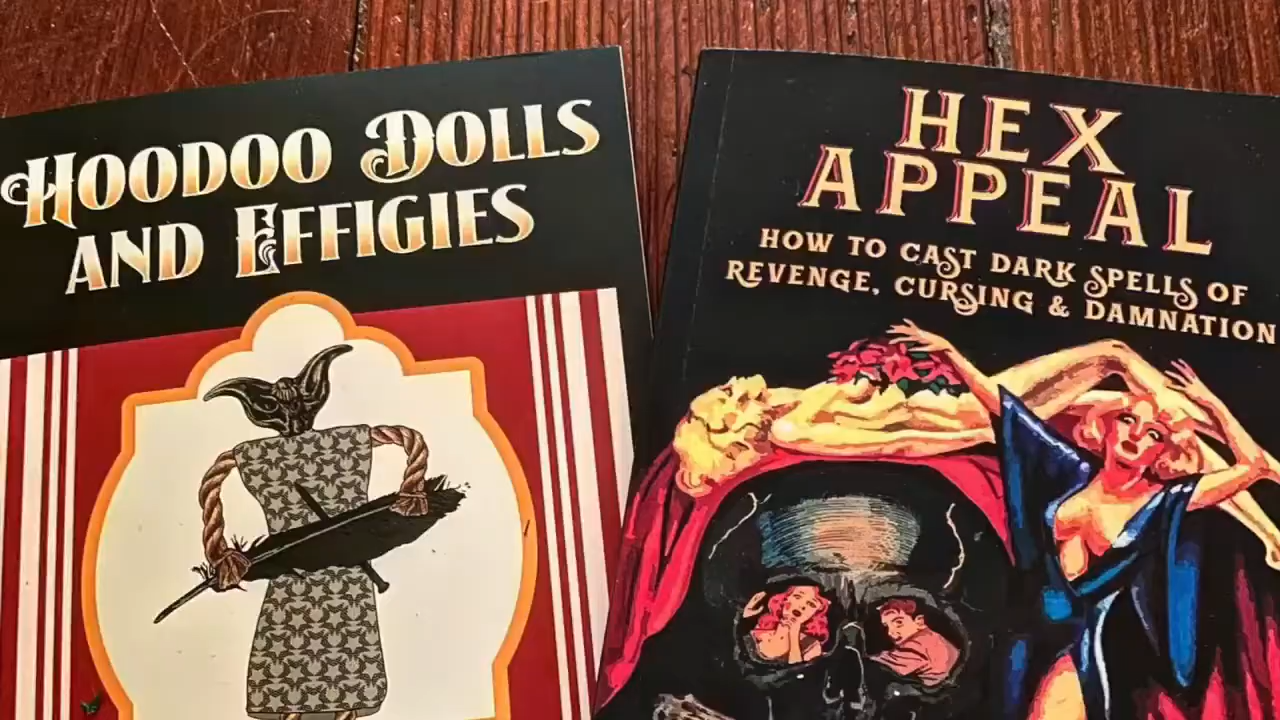 HOODOO DOLLS
AND EFFIGIES
HEX
APPEAL
HOW TO CAST DARK SPELLS OF
REVENGE, CURSING & DAMNATION